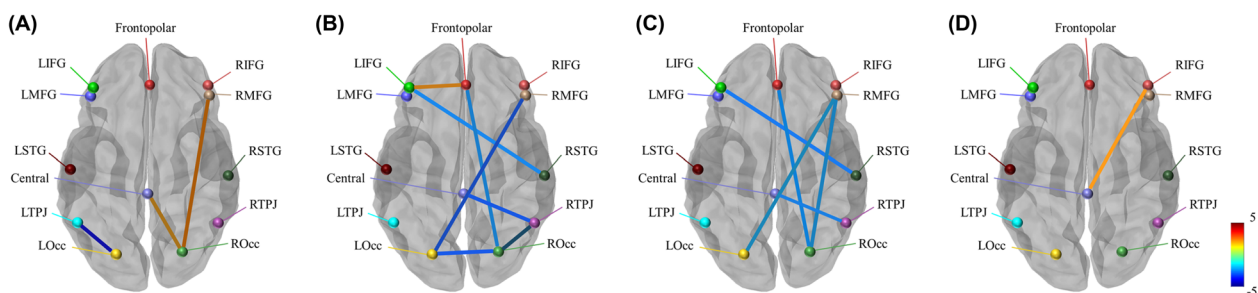 (A)
Frontopolar
LIFG
RIFG
LMFG
RMFG
LSTG
RSTG
Central
LTPJ
RTPJ
LOcc
ROcc
(B)
Frontopolar
LIFG
RIFG
LMFG
RMFG
LSTG
RSTG
Central
LTPJ
RTPJ
LOcc
ROcc
(C)
Frontopolar
LIFG
RIFG
LMFG
RMFG
LSTG
RSTG
Central
LTPJ
RTPJ
LOcc
ROcc
(D)
Frontopolar
LIFG
RIFG
LMFG
RMFG
LSTG
RSTG
Central
LTPJ
RTPJ
LOcc
ROcc
5
-5